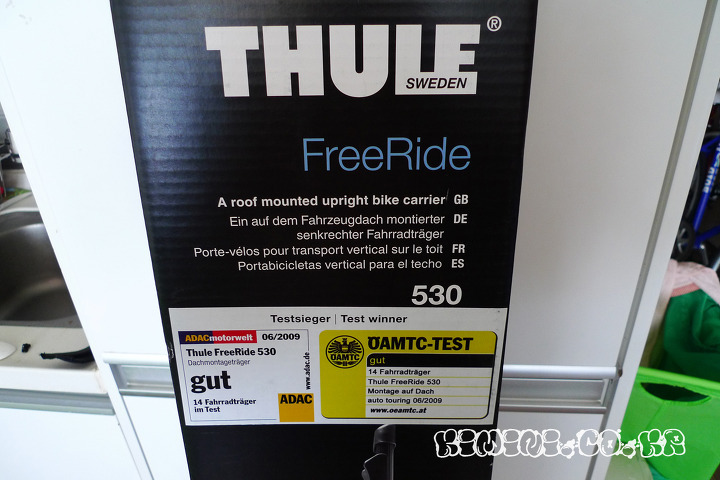 THULE®
SWEDEN
FreeRide
A roof mounted upright bike carrier GB
Ein auf dem Fahrzeugdach montierter DE
senkrechter Fahrradträger
Porte-vélos pour transport vertical sur le toit FR
Portabicicletas vertical para el techo ES
530
Testsieger | Test winner
ADACmotorwelt 06/2009
Thule FreeRide 530
Dachmontageträger
gut
14 Fahrradträger
im Test
www.adac.de
ADAC
ÖAMTC
ÖAMTC-TEST
gut
14 Fahrradträger
Thule FreeRide 530
Montage auf Dach
auto touring 06/2009
www.oeamtc.at
KIMINI.CO.KR